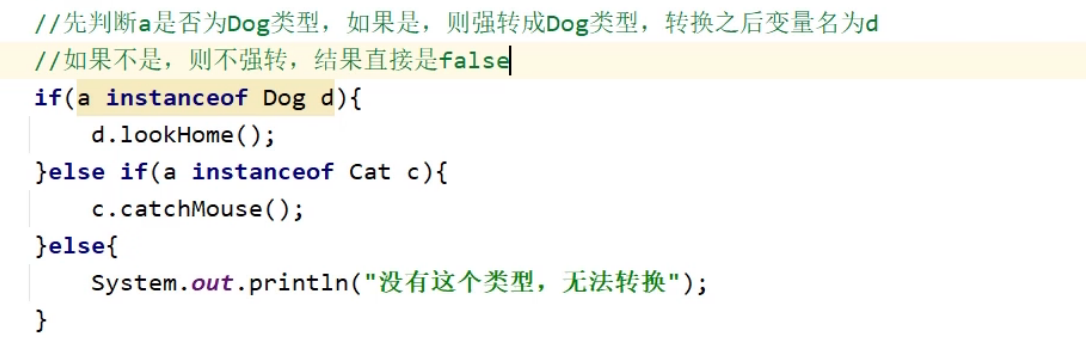 //先判断a是否为Dog类型，如果是，则强转成Dog类型，转换之后变量名为d
//如果不是，则不强转，结果直接是false
if(a instanceof Dog d){
    d.lookHome();
}else if(a instanceof Cat c){
    c.catchMouse();
}else{
    System.out.println("没有这个类型，无法转换");
}